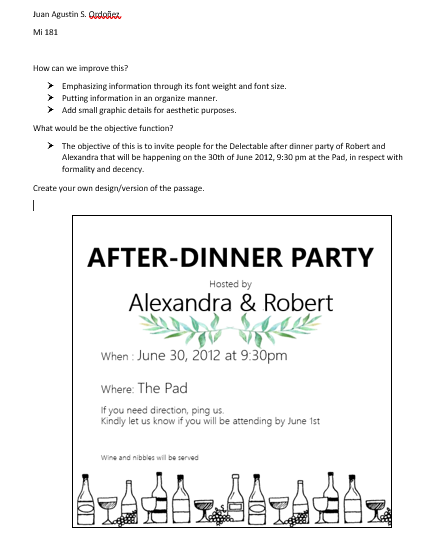 Juan Agustin S. Ordoñez
Mi 181
How can we improve this?
➤ Emphasizing information through its font weight and font size.
➤ Putting information in an organize manner.
➤ Add small graphic details for aesthetic purposes.
What would be the objective function?
➤ The objective of this is to invite people for the Delectable after dinner party of Robert and
Alexandra that will be happening on the 30th of June 2012, 9:30 pm at the Pad, in respect with
formality and decency.
Create your own design/version of the passage.
AFTER-DINNER PARTY
Hosted by
Alexandra & Robert
When : June 30, 2012 at 9:30pm
Where: The Pad
If you need direction, ping us.
Kindly let us know if you will be attending by June 1st
Wine and nibbles will be served